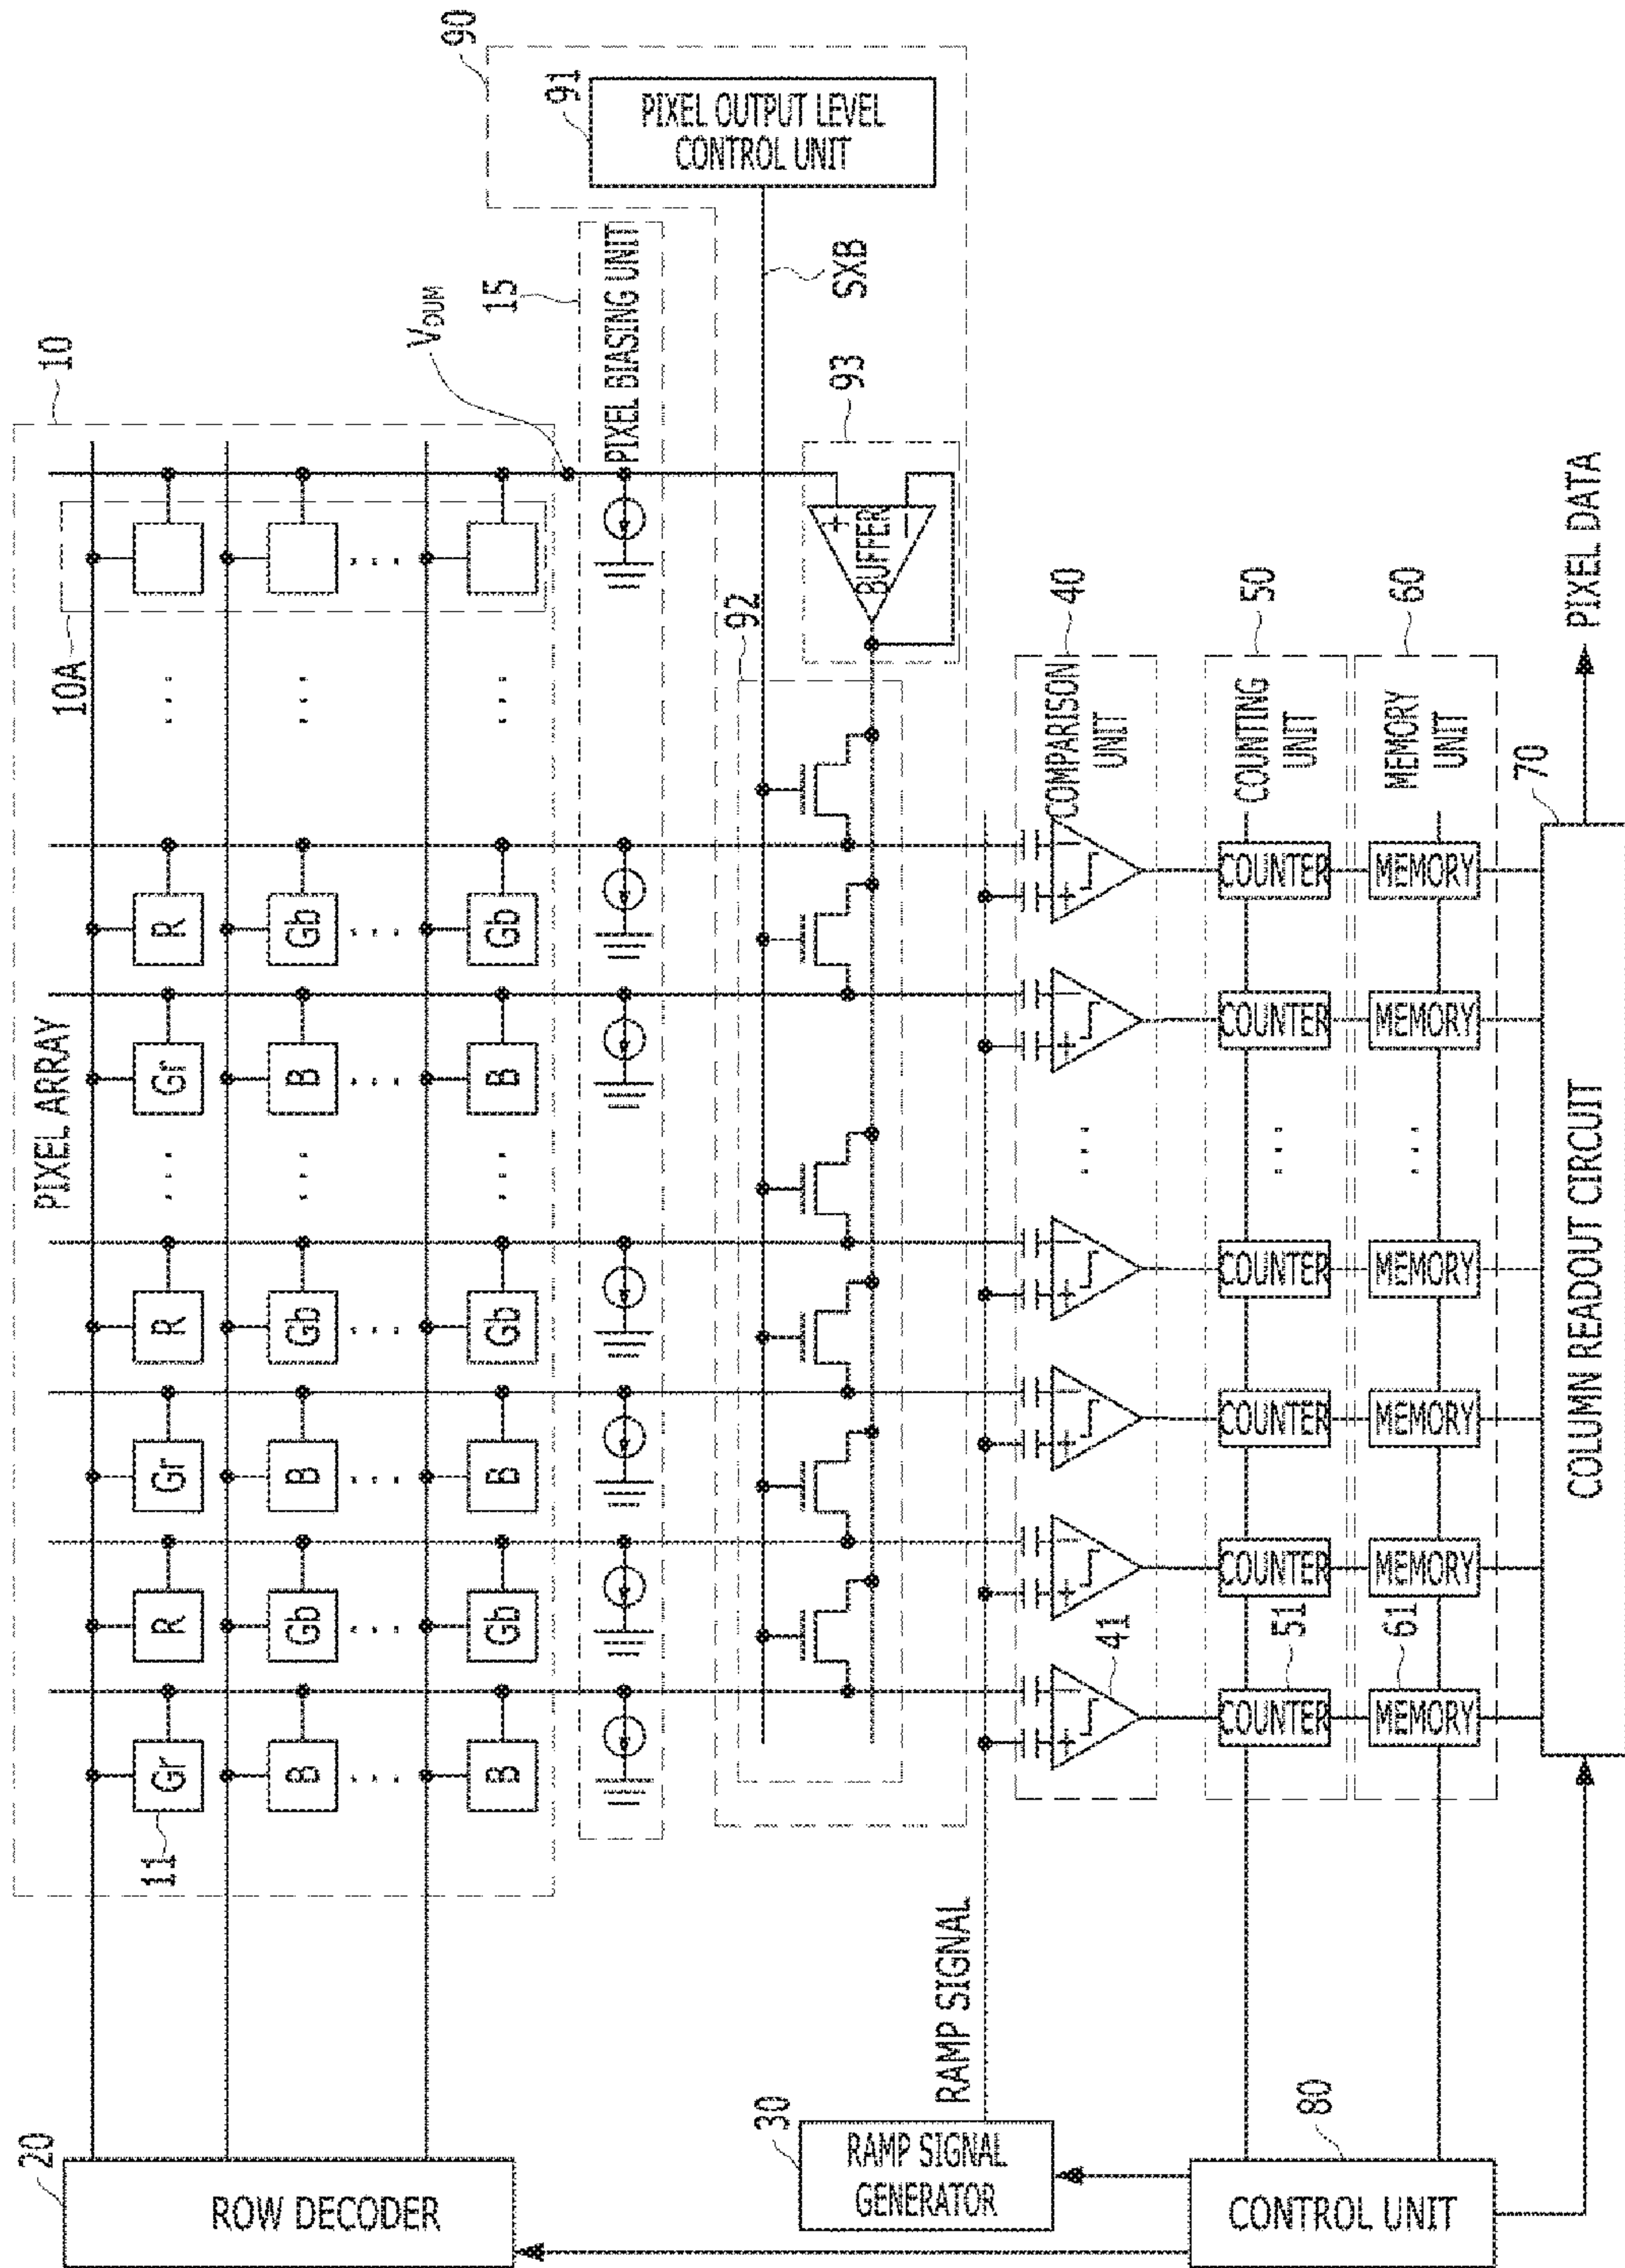 PIXEL ARRAY
10
10A
20
ROW DECODER
Gr
R
Gr
R
Gr
R
11
B
Gb
B
Gb
B
Gb
B
Gb
B
Gb
B
Gb
VDUM
15
PIXEL BIASING UNIT
90
91
PIXEL OUTPUT LEVEL
CONTROL UNIT
SXB
92
93
+
BUFFER
−
30
RAMP SIGNAL
GENERATOR
RAMP SIGNAL
40
COMPARISON
UNIT
+ −
+ −
+ −
+ −
+ −
+ −
41
50
COUNTING
UNIT
COUNTER
COUNTER
COUNTER
COUNTER
COUNTER
COUNTER
51
60
MEMORY
UNIT
MEMORY
MEMORY
MEMORY
MEMORY
MEMORY
MEMORY
61
80
CONTROL UNIT
70
COLUMN READOUT CIRCUIT
PIXEL DATA